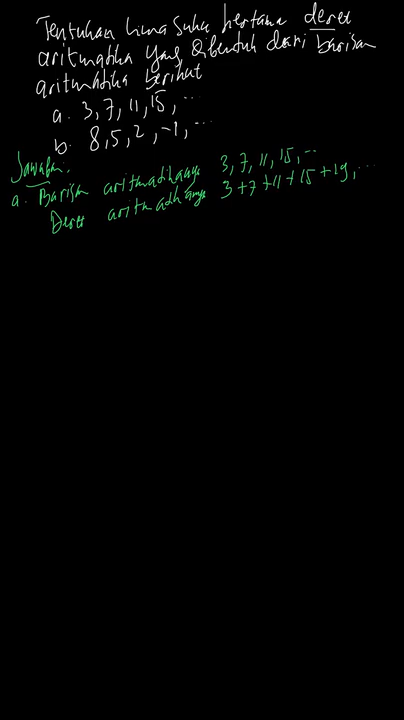 Tentukan lima suku pertama deret
aritmatika yang dibentuk dari barisan
aritmatika berikut
a. 3, 7, 11, 15, ...
b. 8, 5, 2, -1, ...
Jawaban:
a. Barisan aritmatikanya 3, 7, 11, 15, ...
Deret aritmatikanya 3 + 7 + 11 + 15 + 19, ...